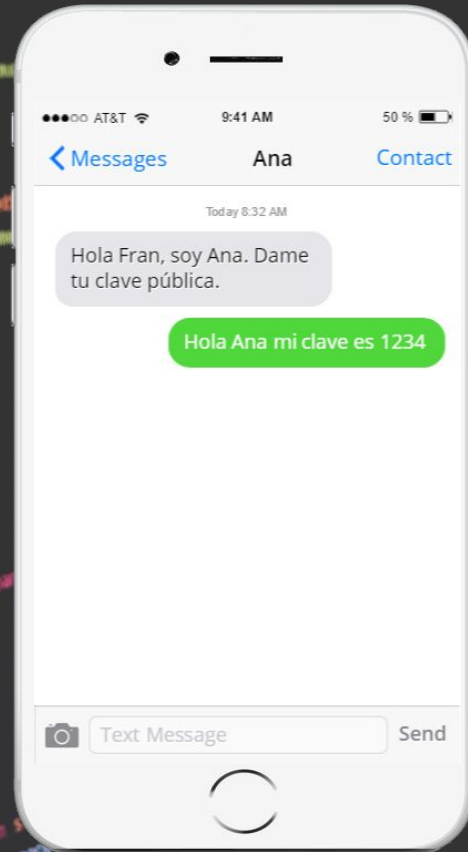 AT&T 9:41 AM 50 %
Messages Ana Contact
Today 8:32 AM
Hola Fran, soy Ana. Dame
tu clave pública.
Hola Ana mi clave es 1234
Text Message Send